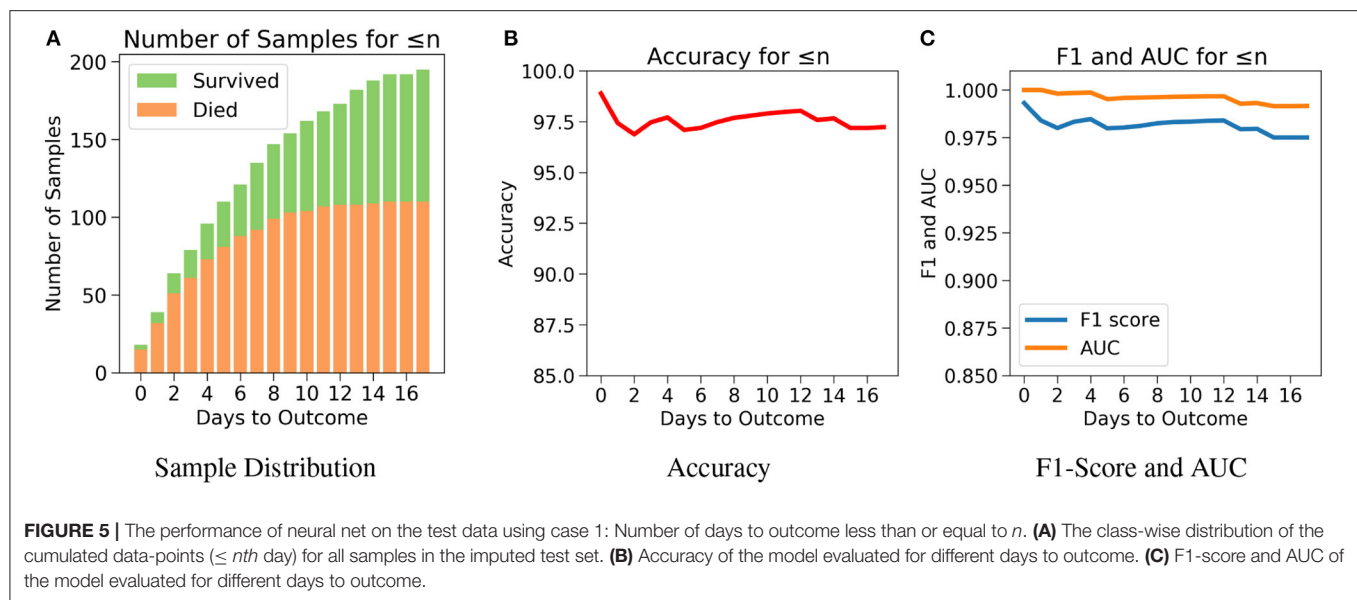 A
Number of Samples for ≤n
200
150
100
50
0
Number of Samples
Survived
Died
0 2 4 6 8 10 12 14 16
Days to Outcome
Sample Distribution
B
Accuracy for ≤n
100.0
97.5
95.0
92.5
90.0
87.5
85.0
Accuracy
0 2 4 6 8 10 12 14 16
Days to Outcome
Accuracy
C
F1 and AUC for ≤n
1.000
0.975
0.950
0.925
0.900
0.875
0.850
F1 and AUC
F1 score
AUC
0 2 4 6 8 10 12 14 16
Days to Outcome
F1-Score and AUC
FIGURE 5 | The performance of neural net on the test data using case 1: Number of days to outcome less than or equal to n. (A) The class-wise distribution of the
cumulated data-points (≤ nth day) for all samples in the imputed test set. (B) Accuracy of the model evaluated for different days to outcome. (C) F1-score and AUC of
the model evaluated for different days to outcome.